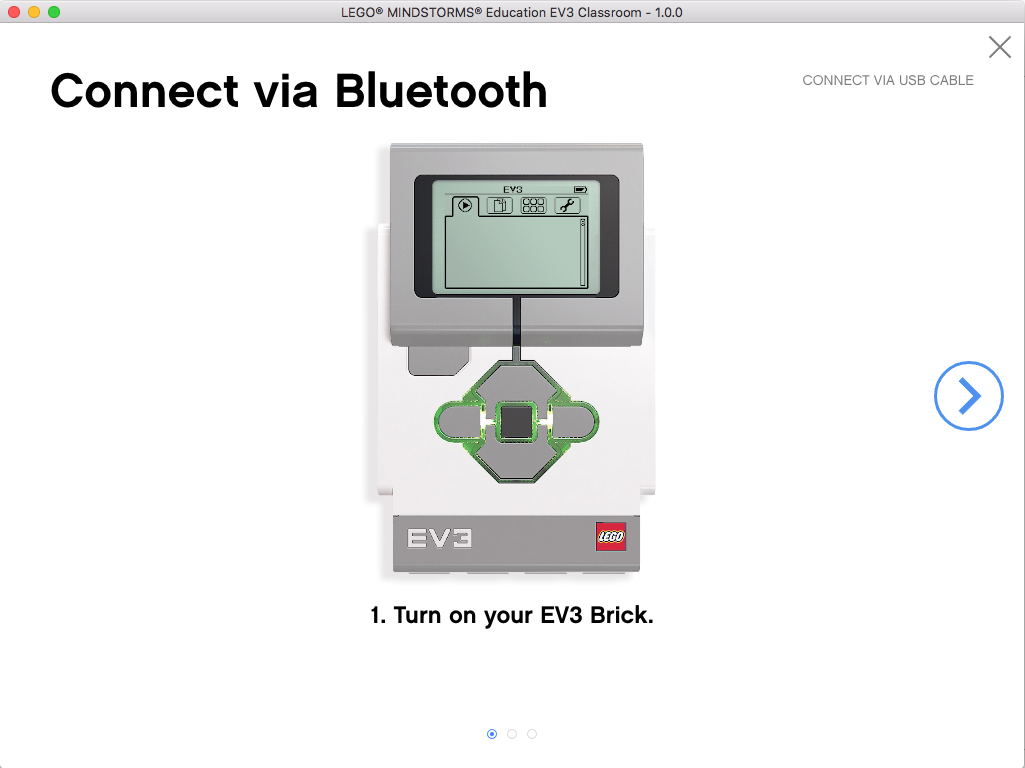 LEGO® MINDSTORMS® Education EV3 Classroom - 1.0.0
Connect via Bluetooth
CONNECT VIA USB CABLE
EV3
EV3
LEGO
1. Turn on your EV3 Brick.